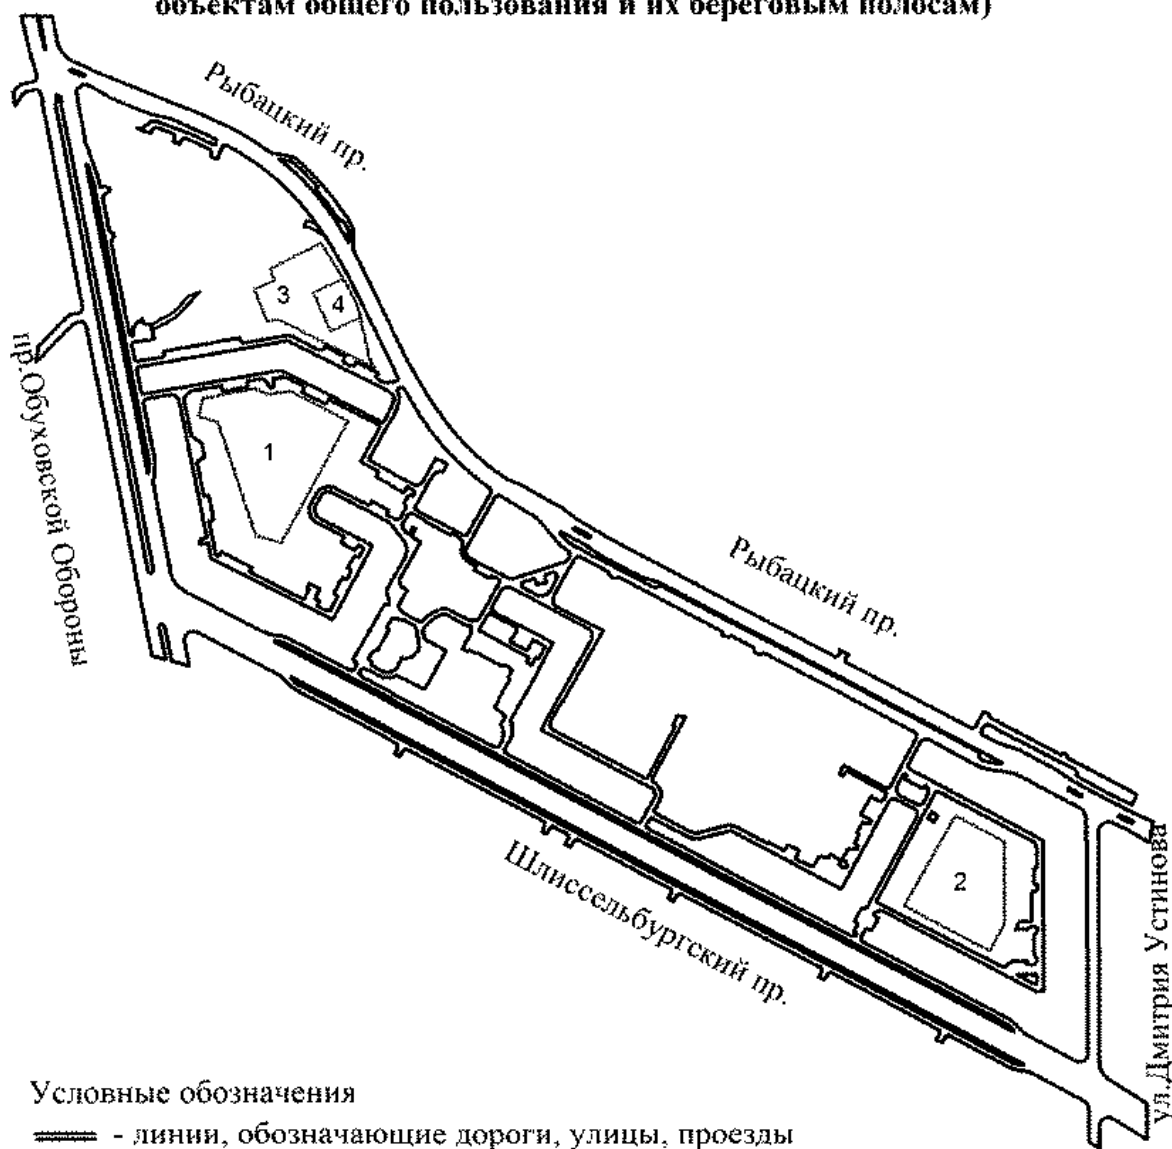 объектам общего пользования и их береговым полосам)
Рыбацкий пр.
3
4
пр.Обуховской Обороны
1
Рыбацкий пр.
2
Шлиссельбургский пр.
ул.Дмитрия Устинова
Условные обозначения
- линии, обозначающие дороги, улицы, проезды